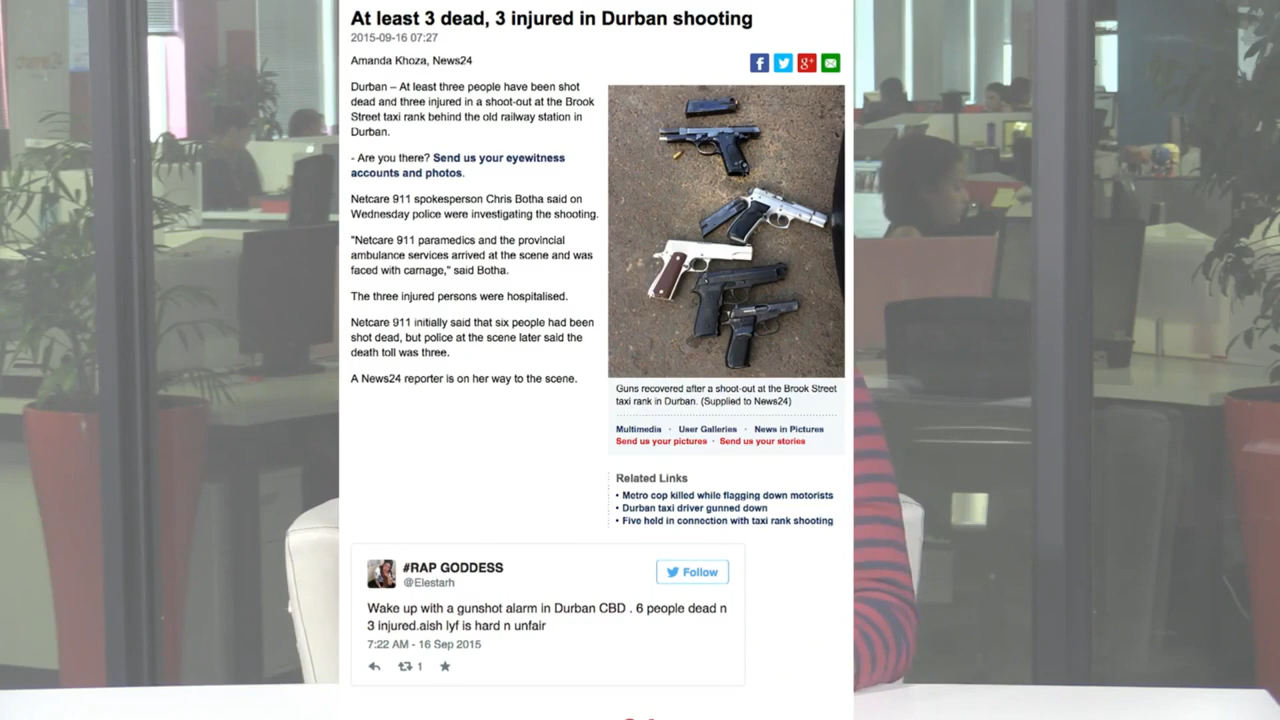 At least 3 dead, 3 injured in Durban shooting
2015-09-16 07:27
Amanda Khoza, News24
Durban – At least three people have been shot
dead and three injured in a shoot-out at the Brook
Street taxi rank behind the old railway station in
Durban.
- Are you there? Send us your eyewitness
accounts and photos.
Netcare 911 spokesperson Chris Botha said on
Wednesday police were investigating the shooting.
"Netcare 911 paramedics and the provincial
ambulance services arrived at the scene and was
faced with carnage," said Botha.
The three injured persons were hospitalised.
Netcare 911 initially said that six people had been
shot dead, but police at the scene later said the
death toll was three.
A News24 reporter is on her way to the scene.
Guns recovered after a shoot-out at the Brook Street
taxi rank in Durban. (Supplied to News24)
Multimedia · User Galleries · News in Pictures
Send us your pictures · Send us your stories
Related Links
• Metro cop killed while flagging down motorists
• Durban taxi driver gunned down
• Five held in connection with taxi rank shooting
#RAP GODDESS
@Elestarh
Follow
Wake up with a gunshot alarm in Durban CBD . 6 people dead n
3 injured.aish lyf is hard n unfair
7:22 AM - 16 Sep 2015
1